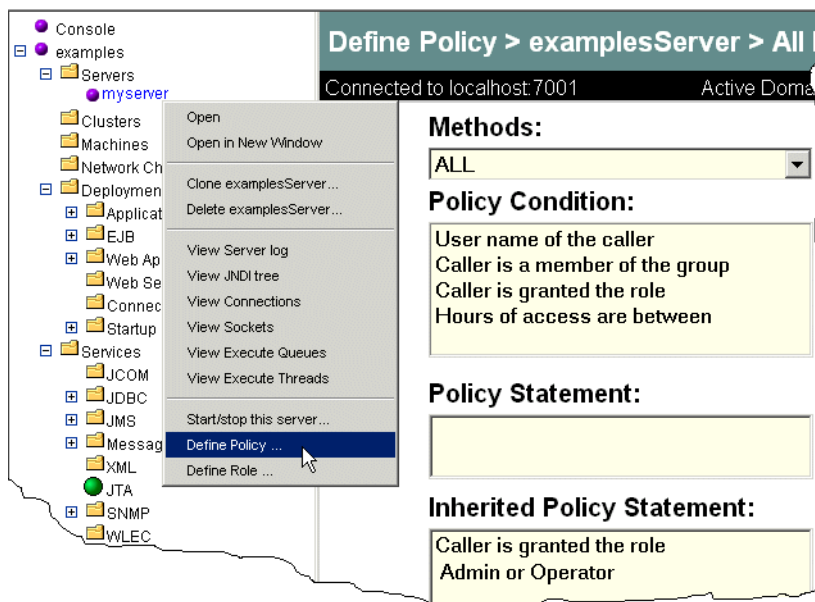 Console
examples
Servers
myserver
Clusters
Machines
Network Ch
Deploymen
Applicat
EJB
Web Ap
Web Se
Connec
Startup
Services
JCOM
JDBC
JMS
Messag
XML
JTA
SNMP
WLEC
Open
Open in New Window
Clone examplesServer...
Delete examplesServer...
View Server log
View JNDI tree
View Connections
View Sockets
View Execute Queues
View Execute Threads
Start/stop this server...
Define Policy ...
Define Role ...
Define Policy > examplesServer > All
Connected to localhost:7001 Active Doma
Methods:
ALL
Policy Condition:
User name of the caller
Caller is a member of the group
Caller is granted the role
Hours of access are between
Policy Statement:
Inherited Policy Statement:
Caller is granted the role
Admin or Operator